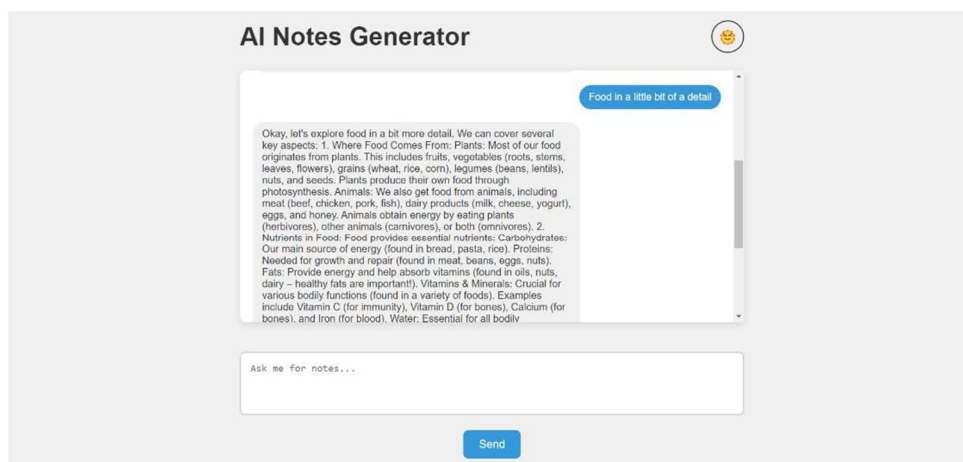 AI Notes Generator
Food in a little bit of a detail
Okay, let's explore food in a bit more detail. We can cover several
key aspects: 1. Where Food Comes From: Plants: Most of our food
originates from plants. This includes fruits, vegetables (roots, stems,
leaves, flowers), grains (wheat, rice, corn), legumes (beans, lentils),
nuts, and seeds. Plants produce their own food through
photosynthesis. Animals: We also get food from animals, including
meat (beef, chicken, pork, fish), dairy products (milk, cheese, yogurt),
eggs, and honey. Animals obtain energy by eating plants
(herbivores), other animals (carnivores), or both (omnivores). 2.
Nutrients in Food: Food provides essential nutrients: Carbohydrates:
Our main source of energy (found in bread, pasta, rice). Proteins:
Needed for growth and repair (found in meat, beans, eggs, nuts).
Fats: Provide energy and help absorb vitamins (found in oils, nuts,
dairy – healthy fats are important!). Vitamins & Minerals: Crucial for
various bodily functions (found in a variety of foods). Examples
include Vitamin C (for immunity), Vitamin D (for bones), Calcium (for
bones), and Iron (for blood). Water: Essential for all bodily
Ask me for notes...
Send